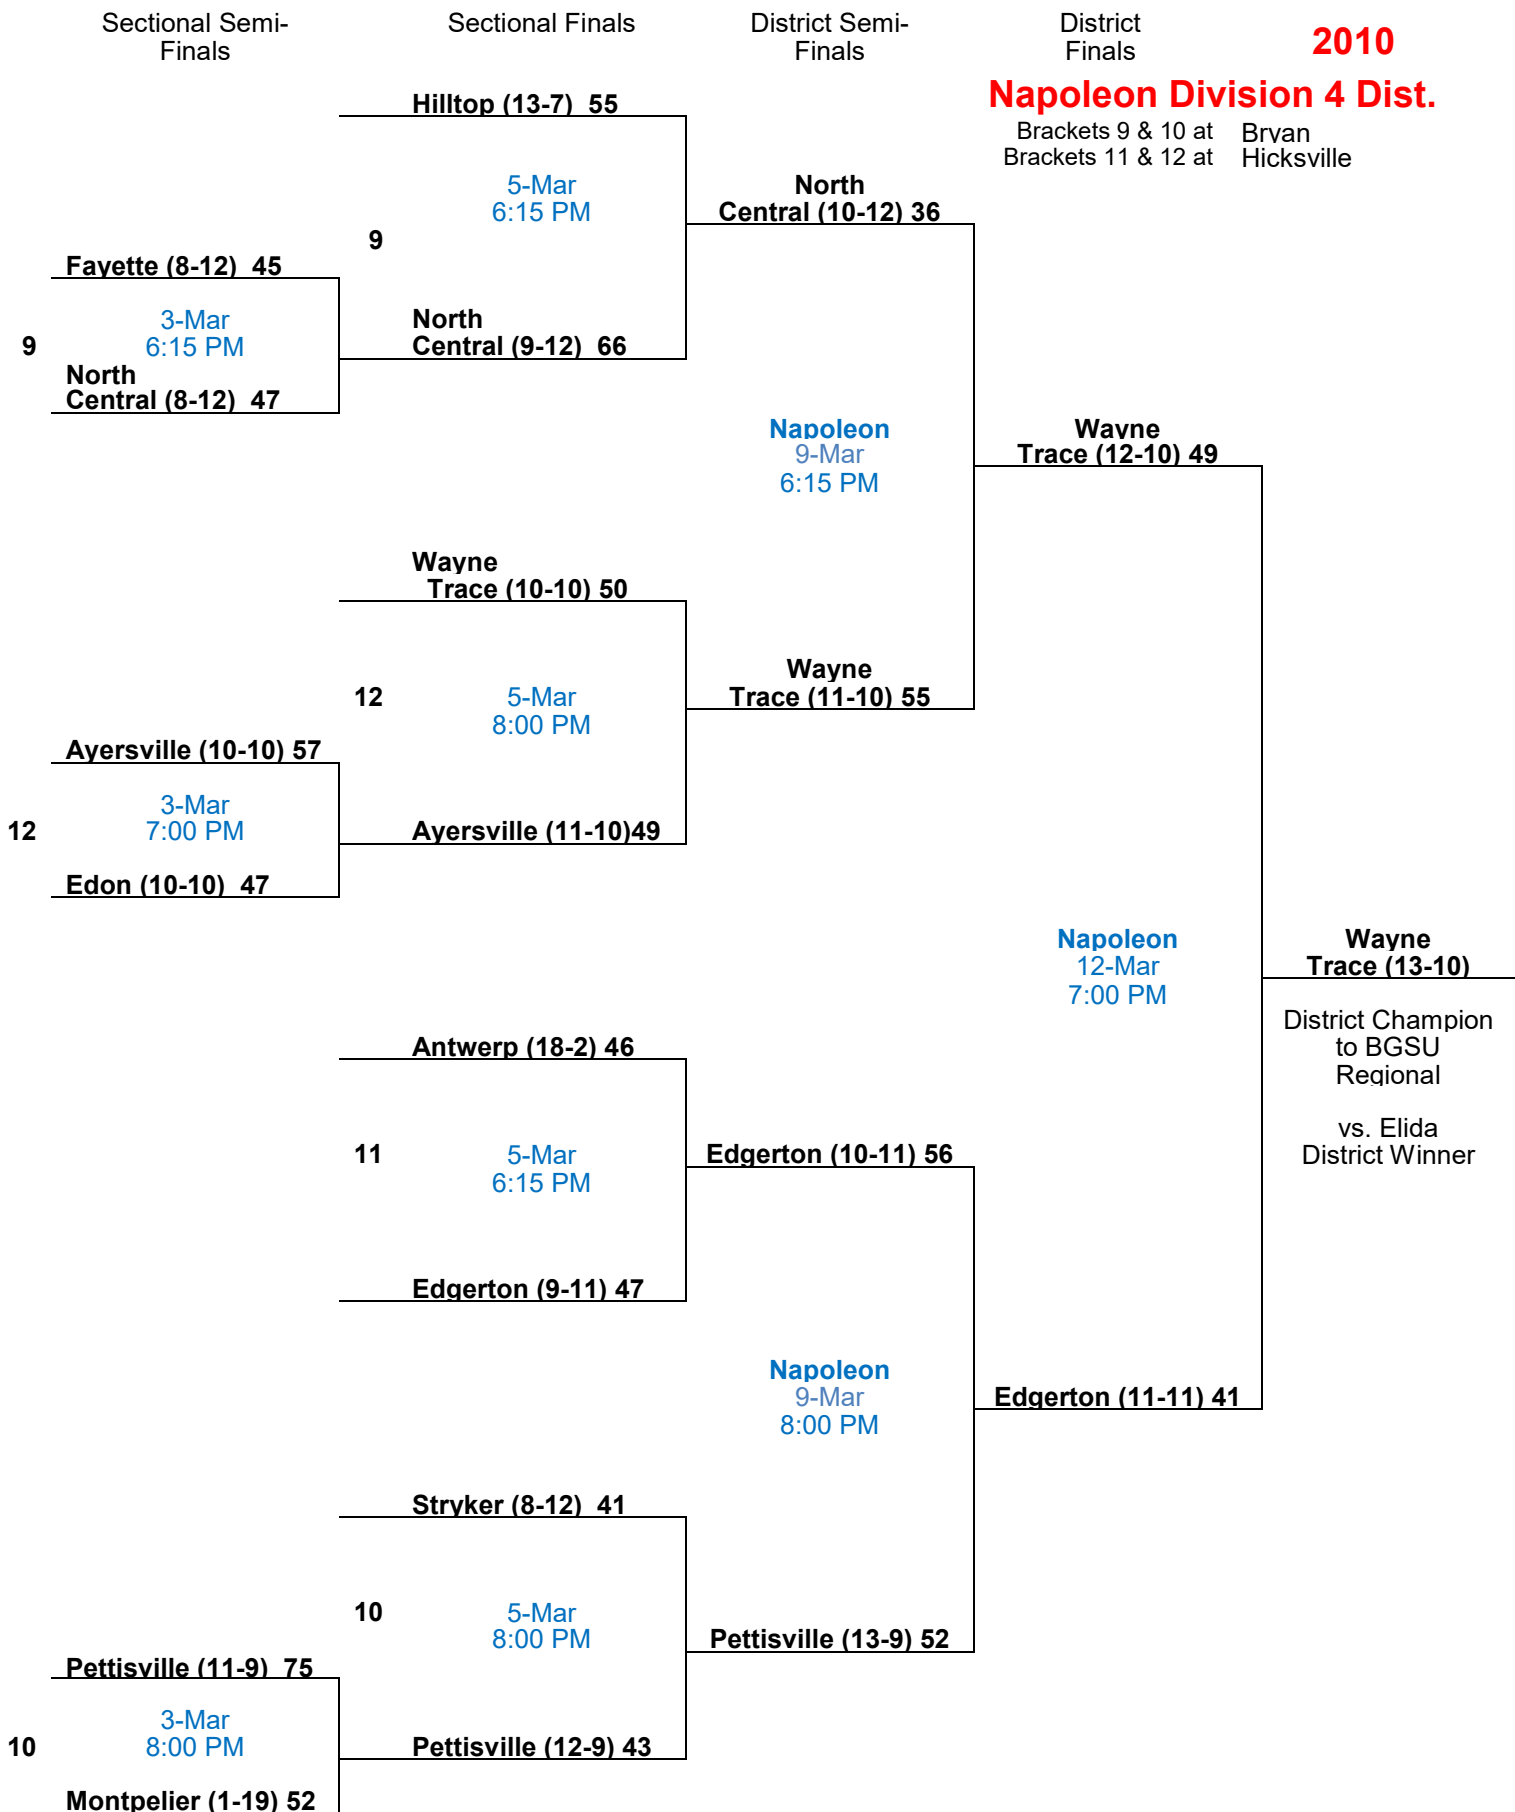 Sectional Semi-
Finals
Sectional Finals
District Semi-
Finals
District
Finals
2010
Napoleon Division 4 Dist.
Brackets 9 & 10 at Bryan
Brackets 11 & 12 at Hicksville
Hilltop (13-7) 55
5-Mar
6:15 PM
9
North
Central (10-12) 36
Fayette (8-12) 45
3-Mar
6:15 PM
9
North
Central (8-12) 47
North
Central (9-12) 66
Napoleon
9-Mar
6:15 PM
Wayne
Trace (12-10) 49
Wayne
Trace (10-10) 50
12
5-Mar
8:00 PM
Wayne
Trace (11-10) 55
Ayersville (10-10) 57
3-Mar
7:00 PM
12
Edon (10-10) 47
Ayersville (11-10)49
Napoleon
12-Mar
7:00 PM
Wayne
Trace (13-10)
District Champion
to BGSU
Regional
vs. Elida
District Winner
Antwerp (18-2) 46
11
5-Mar
6:15 PM
Edgerton (10-11) 56
Edgerton (9-11) 47
Napoleon
9-Mar
8:00 PM
Edgerton (11-11) 41
Stryker (8-12) 41
10
5-Mar
8:00 PM
Pettisville (13-9) 52
Pettisville (11-9) 75
3-Mar
8:00 PM
10
Pettisville (12-9) 43
Montpelier (1-19) 52